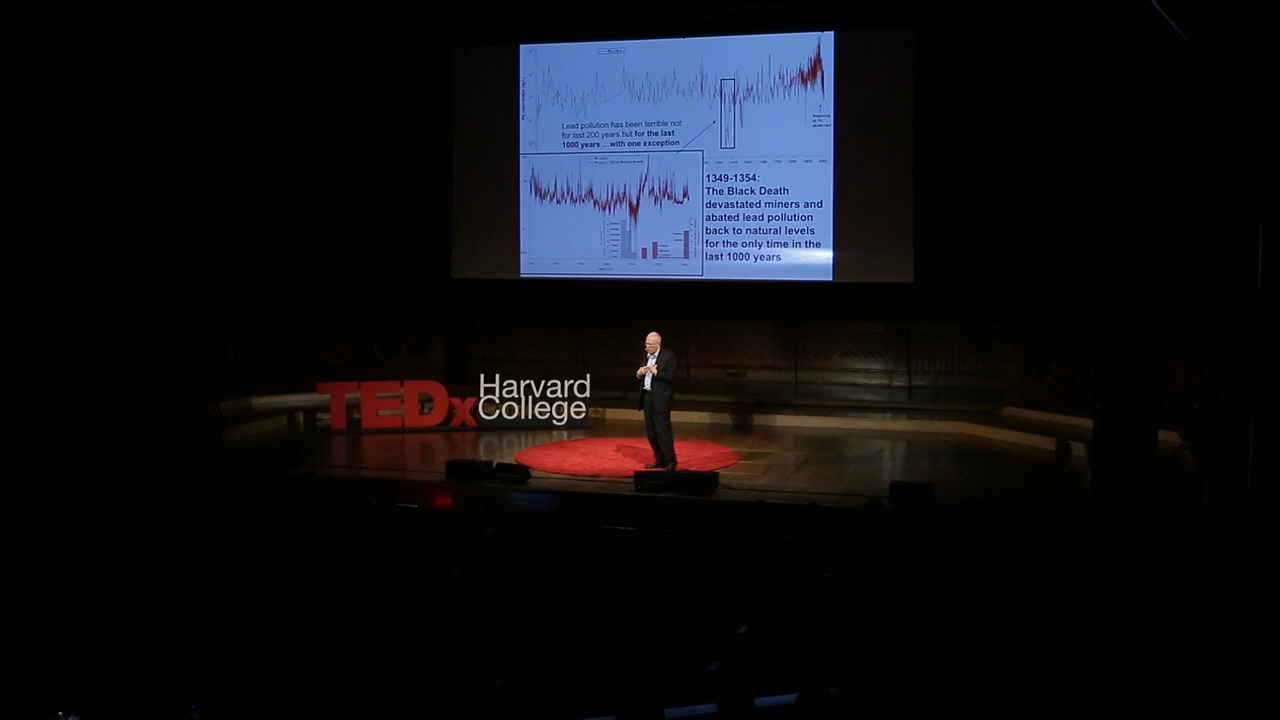 Lead pollution has been terrible not
for last 200 years but for the last
1000 years ...with one exception
1349-1354:
The Black Death
devastated miners and
abated lead pollution
back to natural levels
for the only time in the
last 1000 years
TEDx
Harvard
College